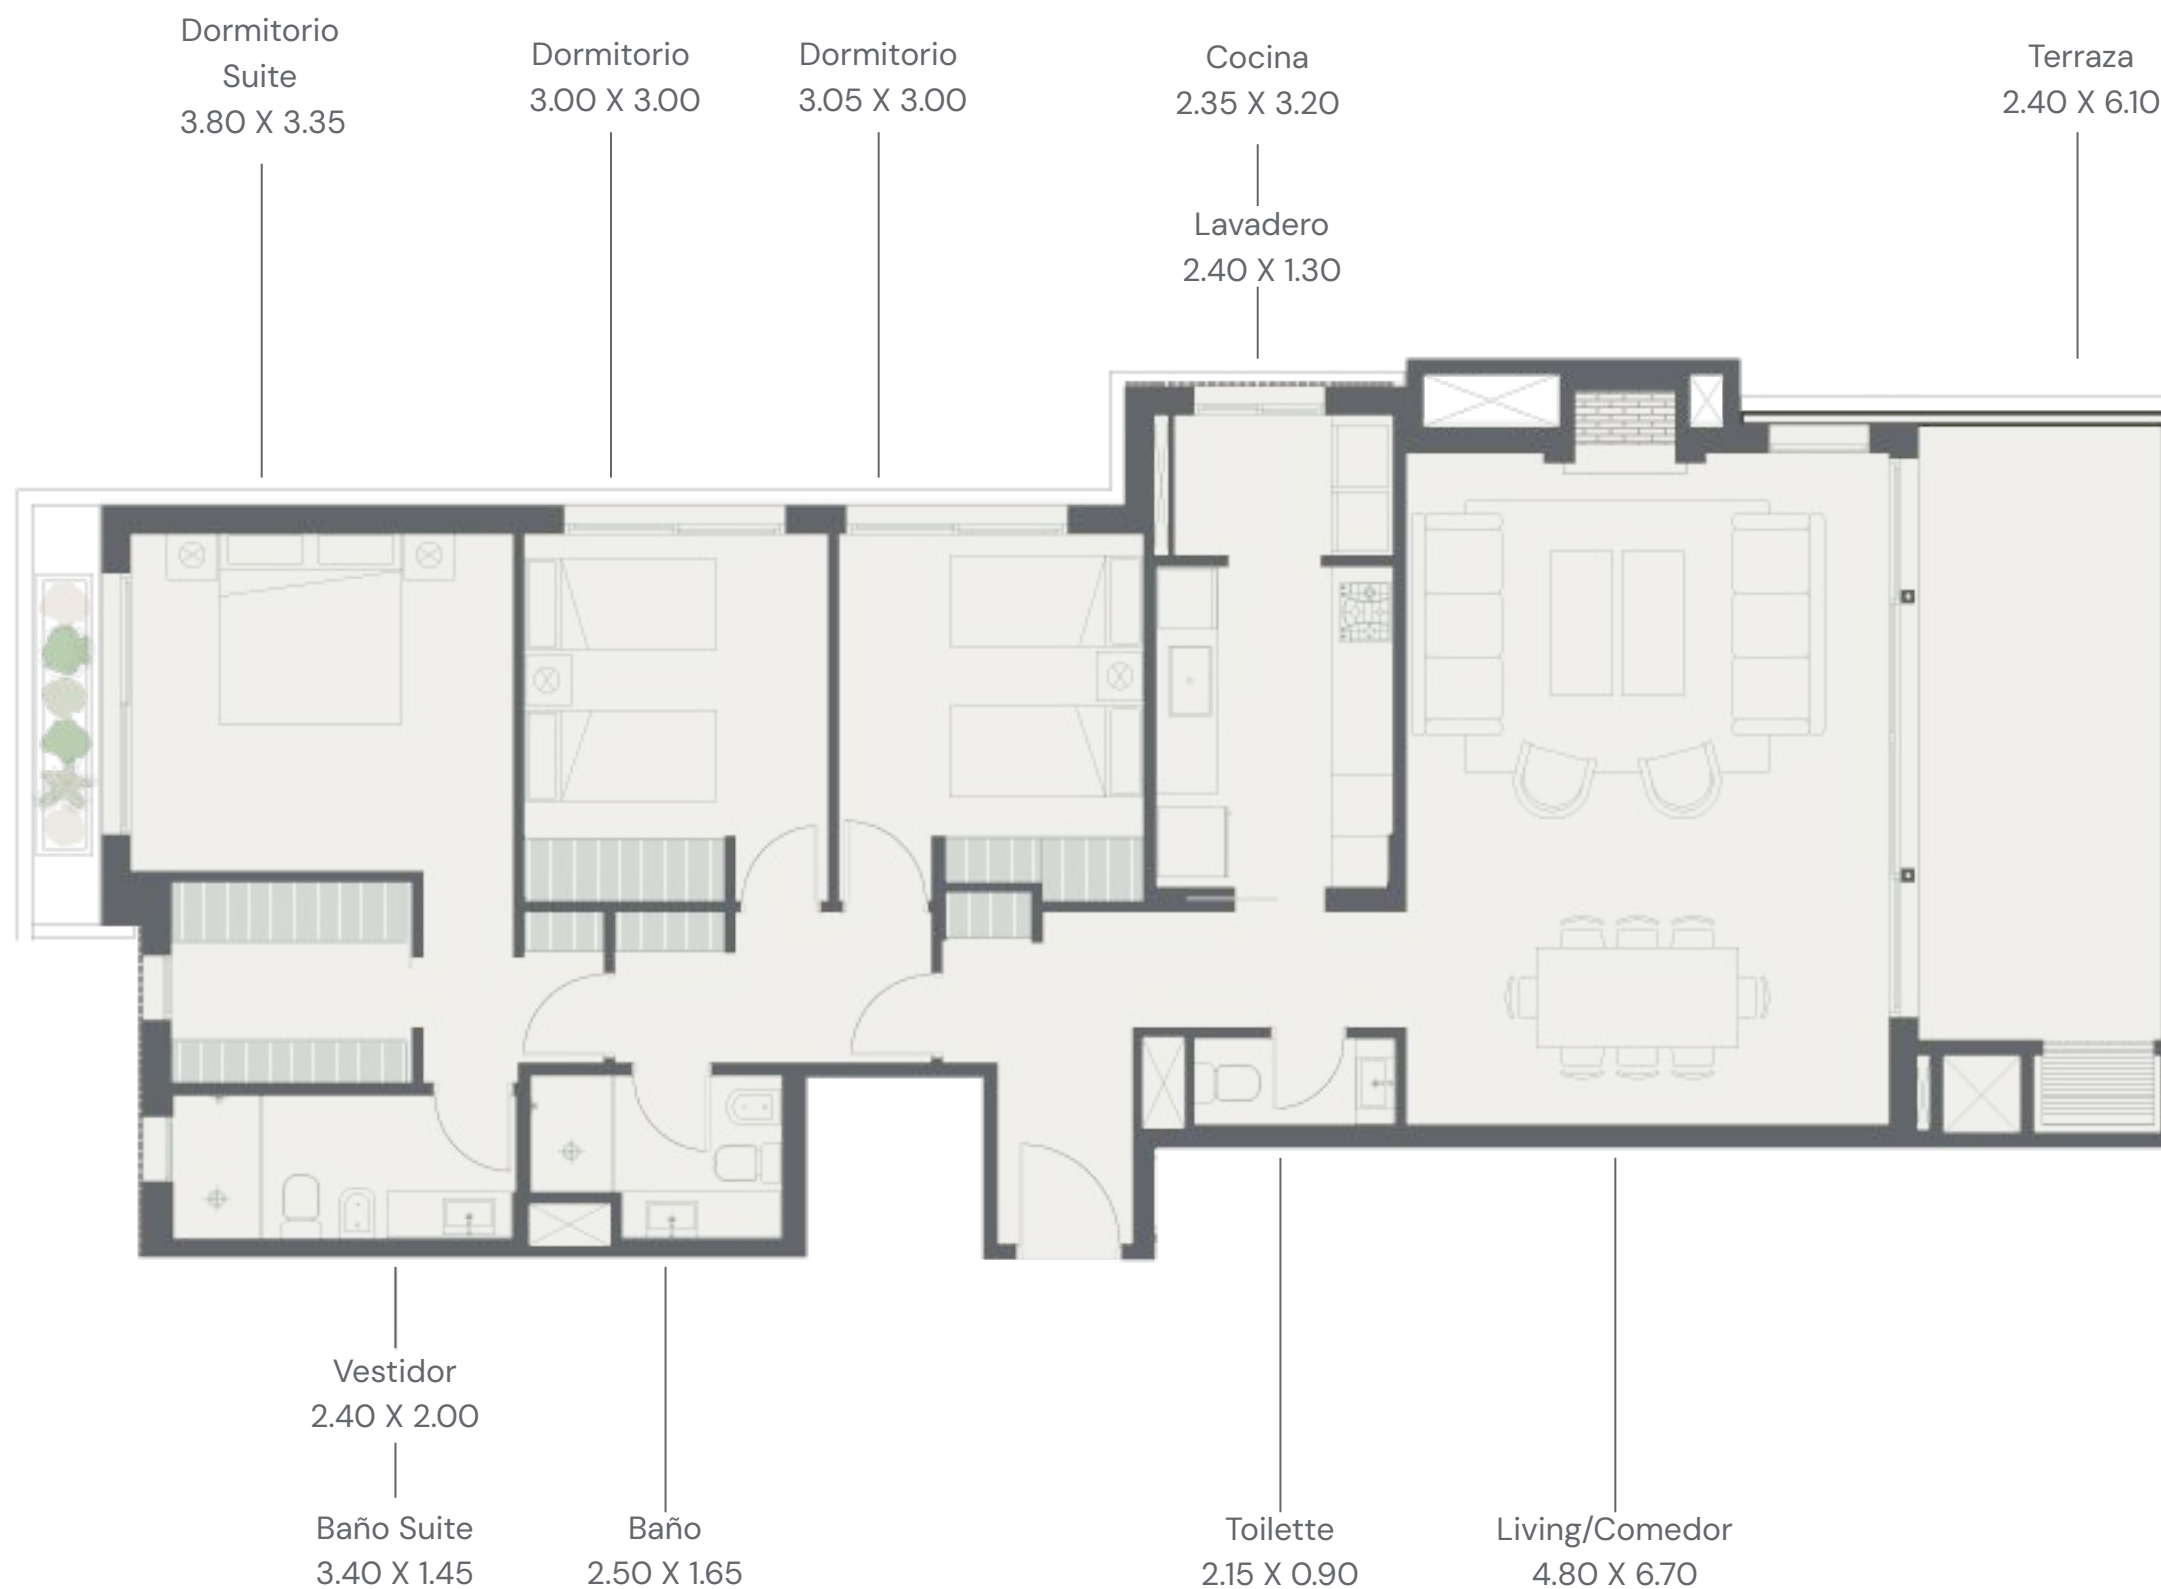 Dormitorio
Suite
3.80 X 3.35
Dormitorio
3.00 X 3.00
Dormitorio
3.05 X 3.00
Cocina
2.35 X 3.20
Lavadero
2.40 X 1.30
Terraza
2.40 X 6.10
Vestidor
2.40 X 2.00
Baño Suite
3.40 X 1.45
Baño
2.50 X 1.65
Toilette
2.15 X 0.90
Living/Comedor
4.80 X 6.70